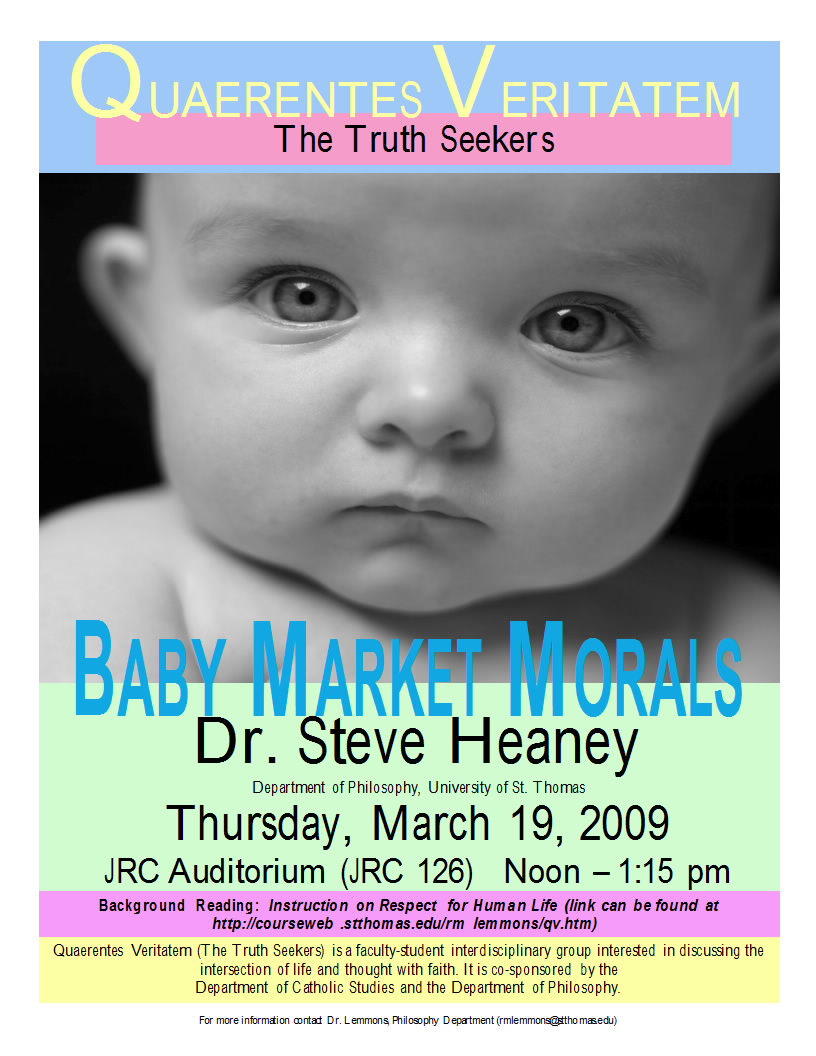 QUAERENTES VERITATEM
The Truth Seekers
BABY MARKET MORALS
Dr. Steve Heaney
Department of Philosophy, University of St. Thomas
Thursday, March 19, 2009
JRC Auditorium (JRC 126) Noon – 1:15 pm
Background Reading: Instruction on Respect for Human Life (link can be found at
http://courseweb .stthomas.edu/rm lemmons/qv.htm)
Quaerentes Veritatem (The Truth Seekers) is a faculty-student interdisciplinary group interested in discussing the
intersection of life and thought with faith. It is co-sponsored by the
Department of Catholic Studies and the Department of Philosophy.
For more information contact Dr. Lemmons, Philosophy Department (rmlemmons@stthomas.edu)